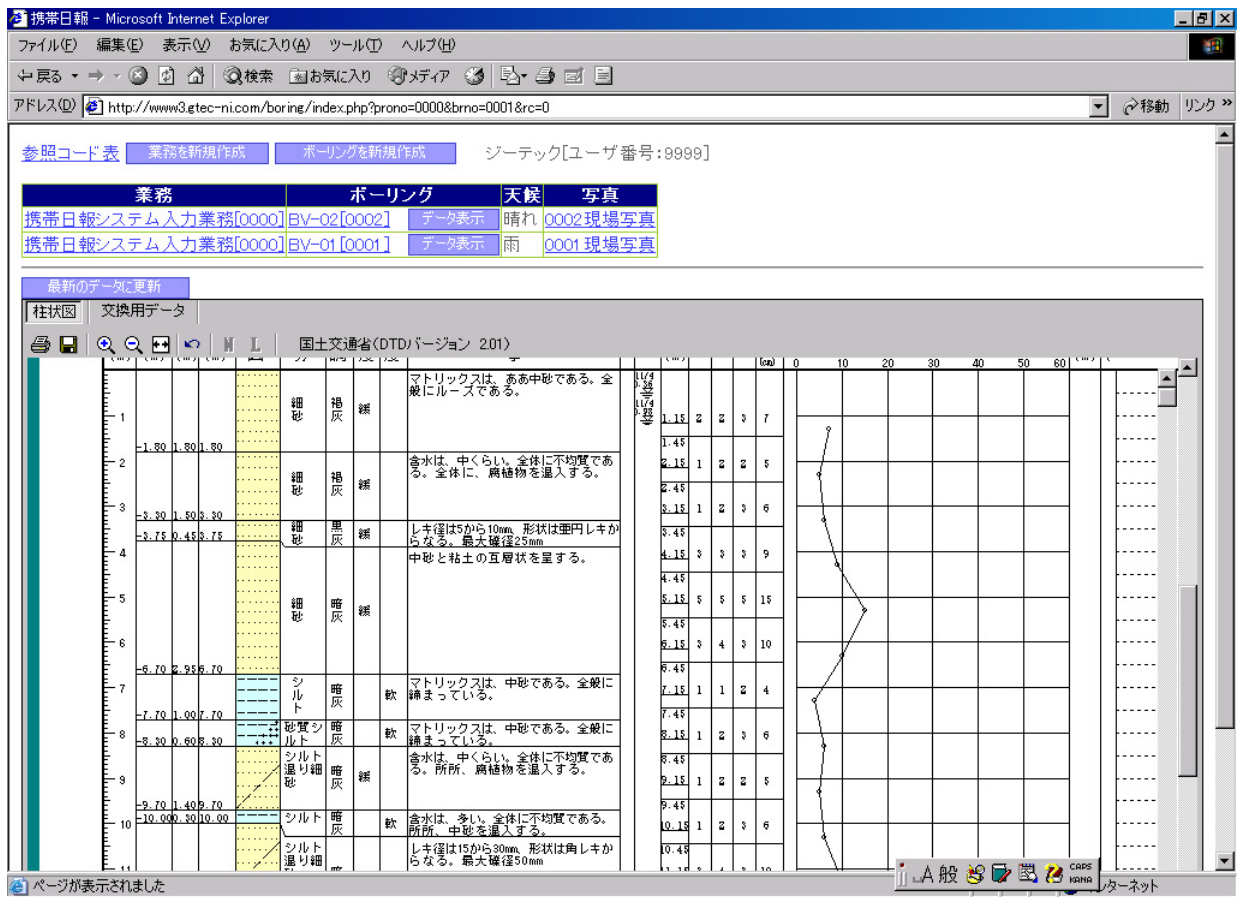 携帯日報 - Microsoft Internet Explorer
ファイル(F) 編集(E) 表示(V) お気に入り(A) ツール(T) ヘルプ(H)
戻る 検索 お気に入り メディア
アドレス(D) http://www3.gtec-ni.com/boring/index.php?prono=0000&brno=0001&rc=0 移動 リンク »
参照コード表 業務を新規作成 ボーリングを新規作成 ジーテック[ユーザ番号:9999]
業務 ボーリング 天候 写真
携帯日報システム入力業務[0000] BV-02[0002] データ表示 晴れ 0002現場写真
携帯日報システム入力業務[0000] BV-01[0001] データ表示 雨 0001現場写真
最新のデータに更新
柱状図 交換用データ
N L 国土交通省(DTDバージョン 2.01)
(cm) 0 10 20 30 40 50 60
マトリックスは、ああ中砂である。全
般にルーズである。
細砂 褐灰 緩
1 1.15 2 2 3 7
-1.80 1.80 1.80 1.45
含水は、中くらい。全体に不均質であ
る。全体に、腐植物を混入する。
2 2.15 1 2 2 5
細砂 褐灰 緩
2.45
3 3.15 1 2 3 6
-3.30 1.50 3.30
細砂 黒灰 緩 レキ径は5から10mm、形状は亜円レキか
らなる。最大礫径25mm
-3.75 0.45 3.75 3.45
中砂と粘土の互層状を呈する。
4 4.15 3 3 3 9
4.45
5 5.15 5 5 5 15
細砂 暗灰 緩
5.45
6 6.15 3 4 3 10
-6.70 2.95 6.70 6.45
シルト 暗灰 軟 マトリックスは、中砂である。全般に
締まっている。
7 7.15 1 1 2 4
-7.70 1.00 7.70 7.45
砂質シルト 暗灰 軟 マトリックスは、中砂である。全般に
締まっている。
8 8.15 1 2 3 6
-8.30 0.60 8.30
シルト混り細砂 暗灰 緩 含水は、中くらい。全体に不均質であ
る。所所、腐植物を混入する。
8.45
9 9.15 1 2 2 5
-9.70 1.40 9.70 9.45
-10.00 0.30 10.00 シルト 暗灰 軟 含水は、多い。全体に不均質である。
所所、中砂を混入する。
10 10.15 1 2 3 6
シルト混り細 レキ径は15から30mm、形状は角レキか
らなる。最大礫径50mm
10.45
A 般 CAPS KANA
ページが表示されました